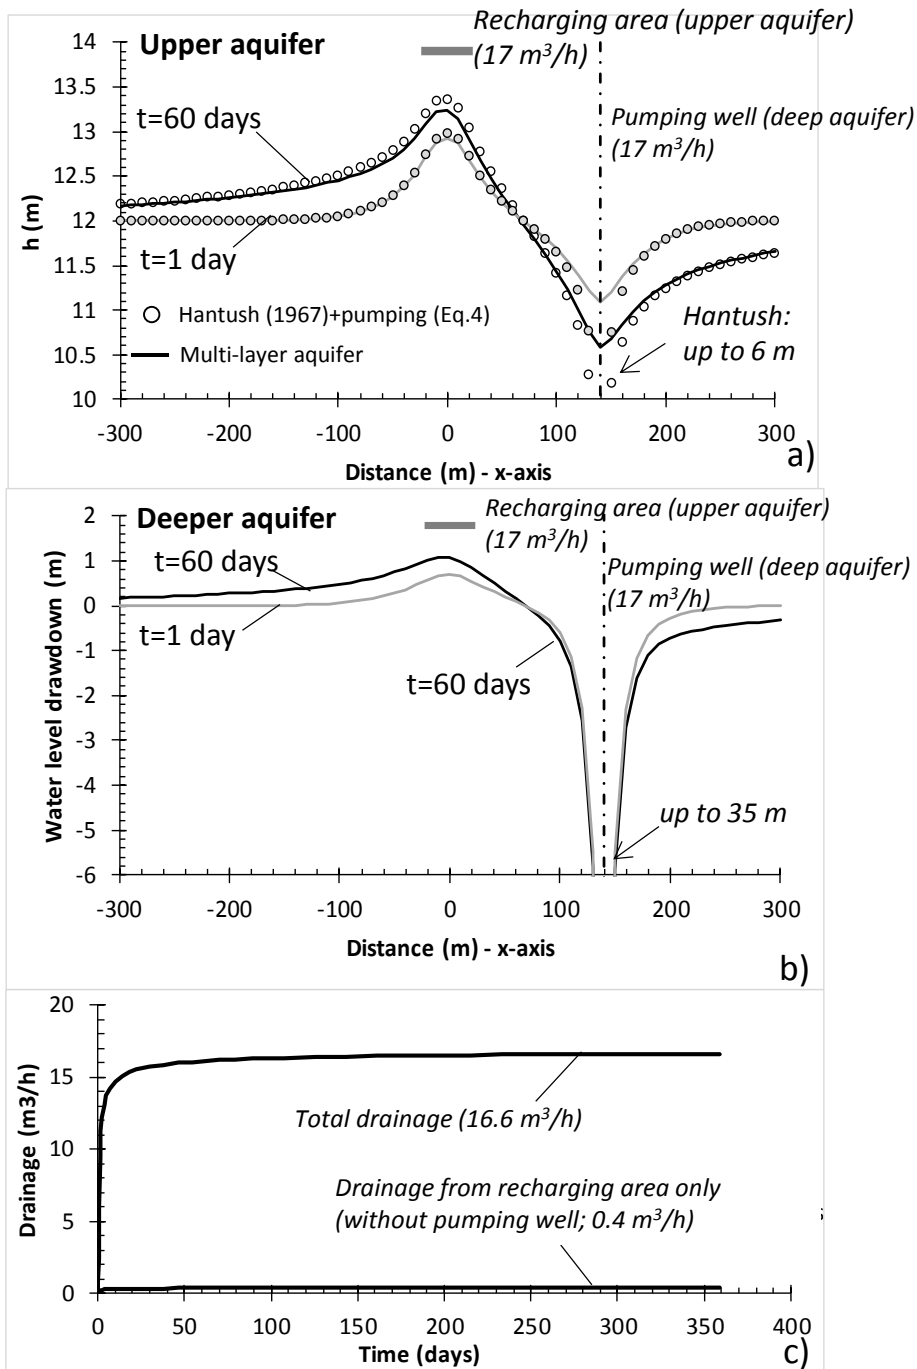 Recharging area (upper aquifer)
(17 m³/h)
Upper aquifer
14
13.5
13
12.5
12
11.5
11
10.5
10
h (m)
t=60 days
t=1 day
Pumping well (deep aquifer)
(17 m³/h)
Hantush (1967)+pumping (Eq.4)
Multi-layer aquifer
Hantush:
up to 6 m
-300 -200 -100 0 100 200 300
Distance (m) - x-axis
a)
Deeper aquifer
Recharging area (upper aquifer)
(17 m³/h)
2
1
0
-1
-2
-3
-4
-5
-6
Water level drawdown (m)
t=60 days
t=1 day
Pumping well (deep aquifer)
(17 m³/h)
t=60 days
up to 35 m
-300 -200 -100 0 100 200 300
Distance (m) - x-axis
b)
20
15
10
5
0
Drainage (m3/h)
Total drainage (16.6 m³/h)
Drainage from recharging area only
(without pumping well; 0.4 m³/h)
0 50 100 150 200 250 300 350 400
Time (days)
c)